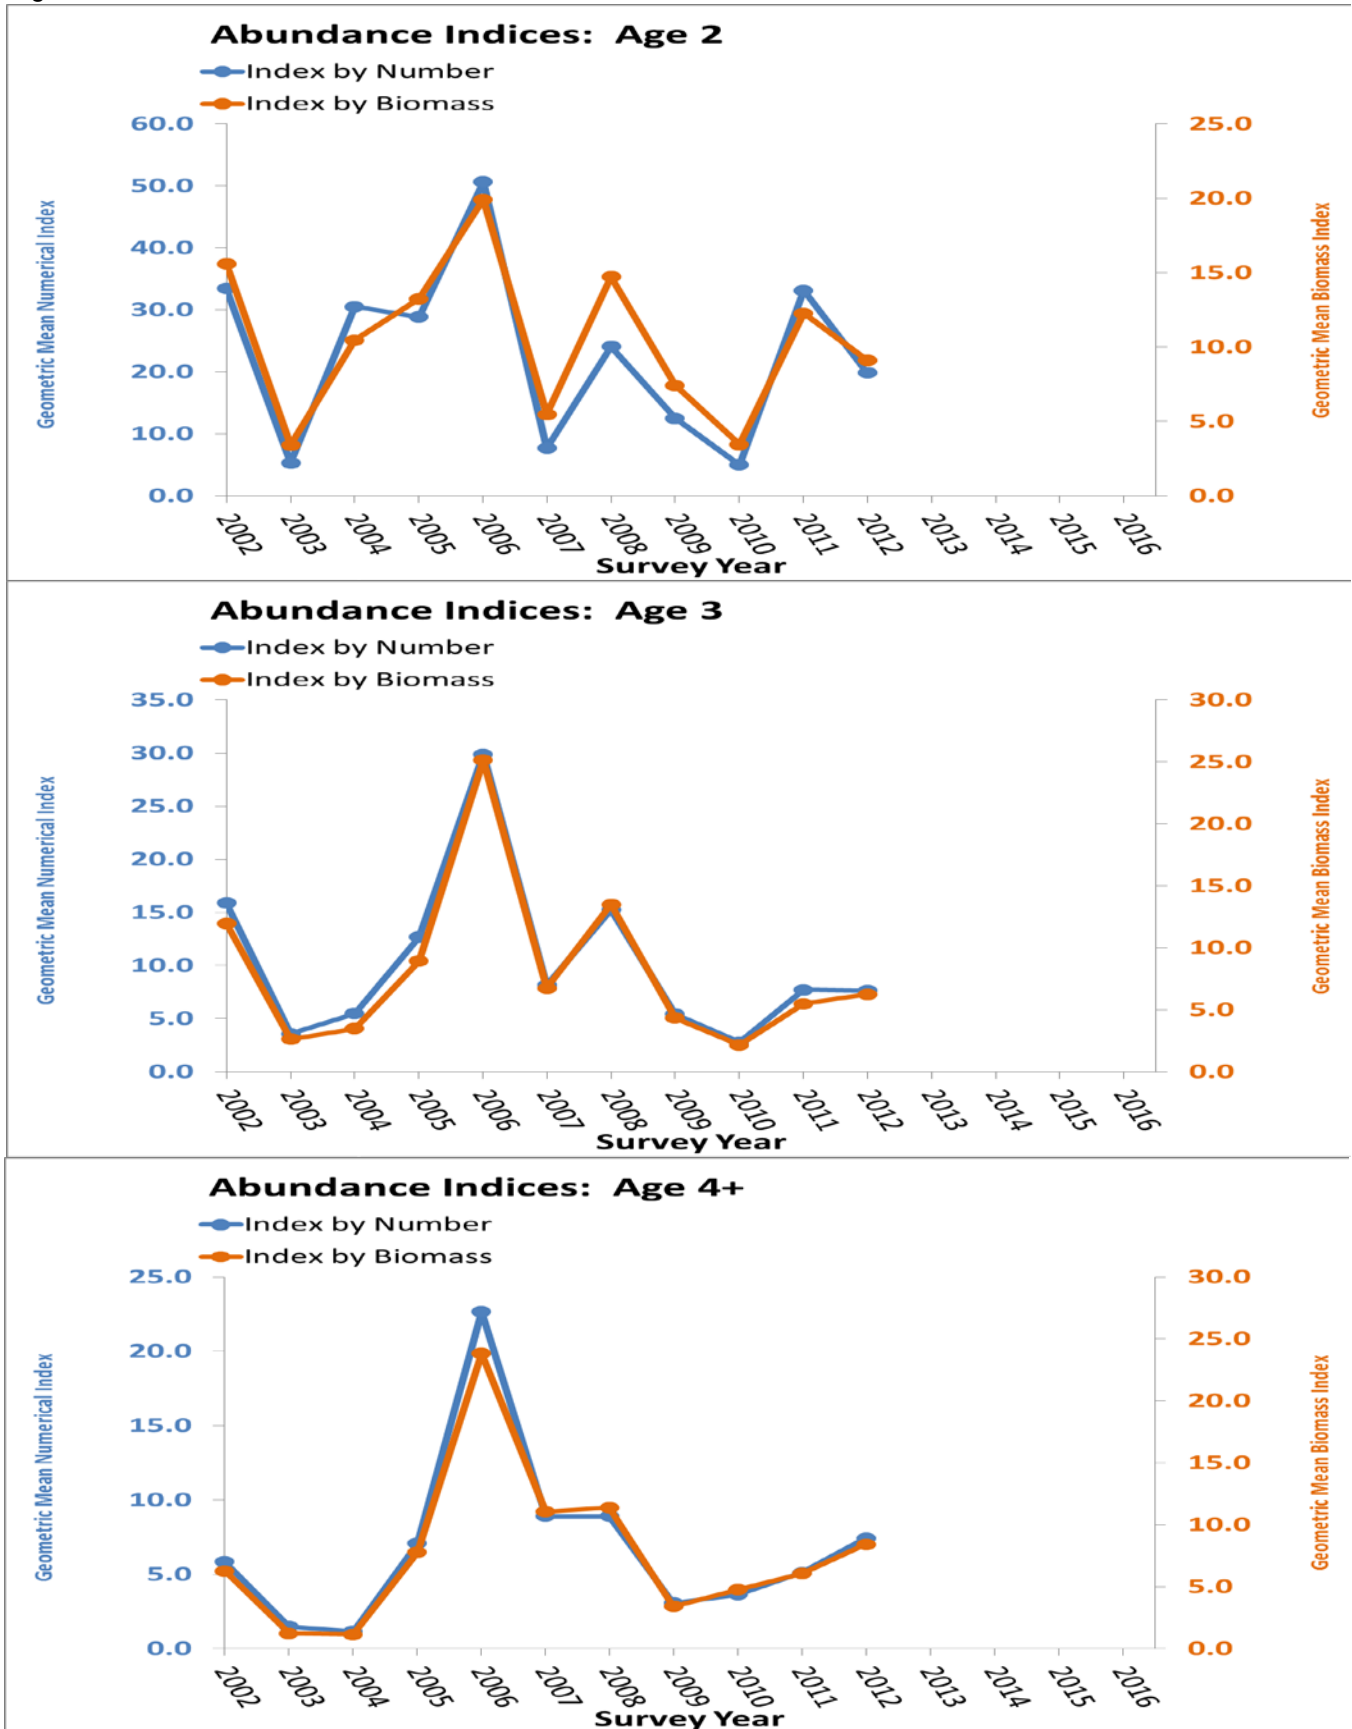 Abundance Indices: Age 2
Index by Number
Index by Biomass
60.0
50.0
40.0
30.0
20.0
10.0
0.0
25.0
20.0
15.0
10.0
5.0
0.0
Geometric Mean Numerical Index
Geometric Mean Biomass Index
2002 2003 2004 2005 2006 2007 2008 2009 2010 2011 2012 2013 2014 2015 2016
Survey Year
Abundance Indices: Age 3
Index by Number
Index by Biomass
35.0
30.0
25.0
20.0
15.0
10.0
5.0
0.0
30.0
25.0
20.0
15.0
10.0
5.0
0.0
Geometric Mean Numerical Index
Geometric Mean Biomass Index
2002 2003 2004 2005 2006 2007 2008 2009 2010 2011 2012 2013 2014 2015 2016
Survey Year
Abundance Indices: Age 4+
Index by Number
Index by Biomass
25.0
20.0
15.0
10.0
5.0
0.0
30.0
25.0
20.0
15.0
10.0
5.0
0.0
Geometric Mean Numerical Index
Geometric Mean Biomass Index
2002 2003 2004 2005 2006 2007 2008 2009 2010 2011 2012 2013 2014 2015 2016
Survey Year